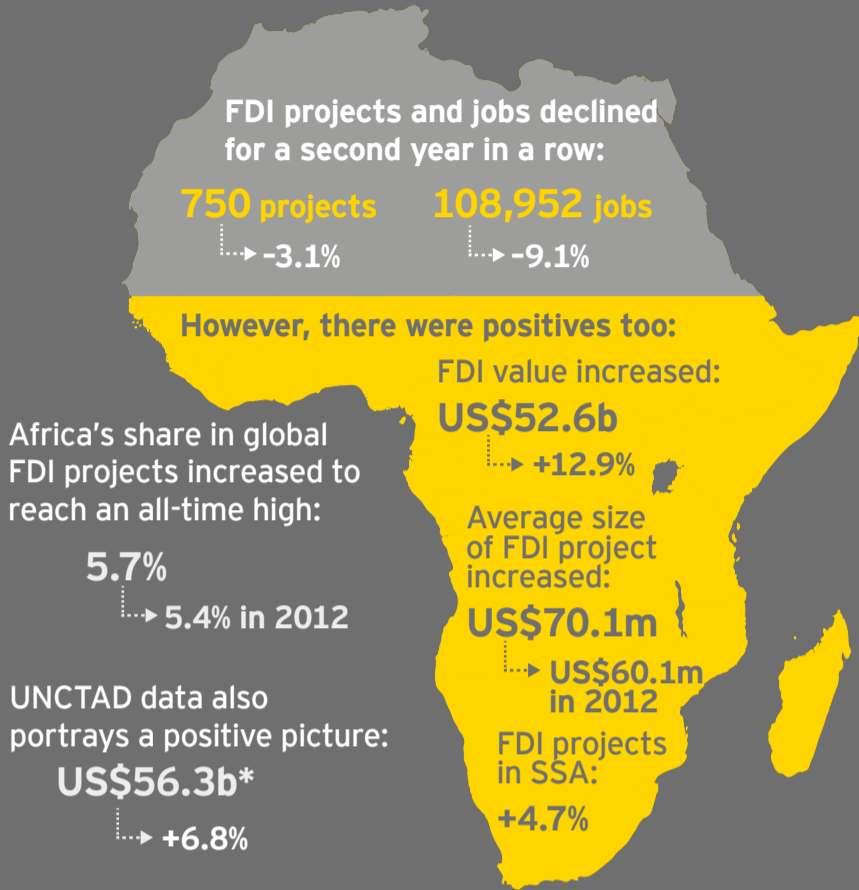 FDI projects and jobs declined
for a second year in a row:
750 projects
-3.1%
108,952 jobs
-9.1%
However, there were positives too:
FDI value increased:
US$52.6b
+12.9%
Average size
of FDI project
increased:
US$70.1m
US$60.1m
in 2012
FDI projects
in SSA:
+4.7%
Africa's share in global
FDI projects increased to
reach an all-time high:
5.7%
5.4% in 2012
UNCTAD data also
portrays a positive picture:
US$56.3b*
+6.8%